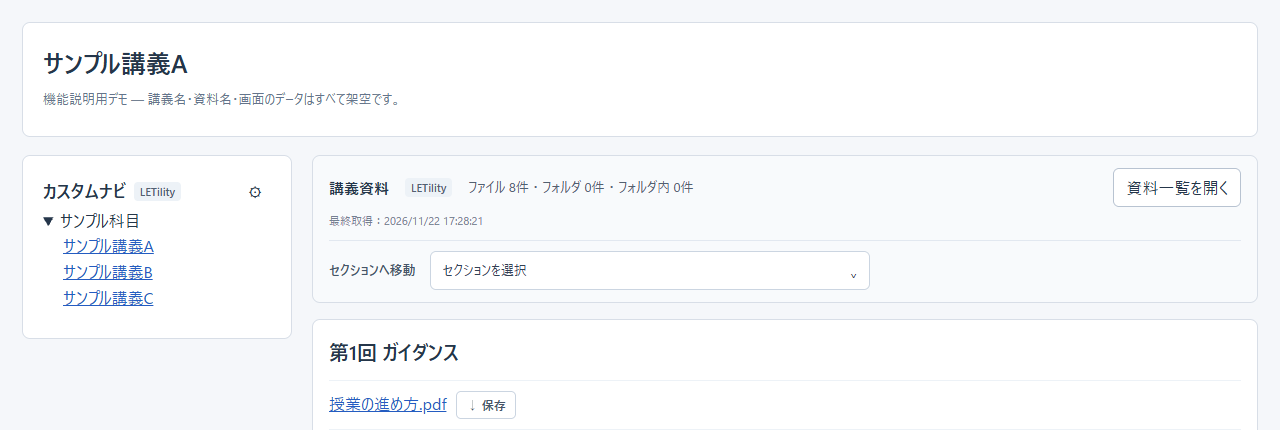 サンプル講義A
機能説明用デモ — 講義名・資料名・画面のデータはすべて架空です。
カスタムナビ LETility ⚙
▼ サンプル科目
サンプル講義A
サンプル講義B
サンプル講義C
講義資料 LETility ファイル 8件・フォルダ 0件・フォルダ内 0件 資料一覧を開く
最終取得：2026/11/22 17:28:21
セクションへ移動 セクションを選択
第1回 ガイダンス
授業の進め方.pdf ↓ 保存